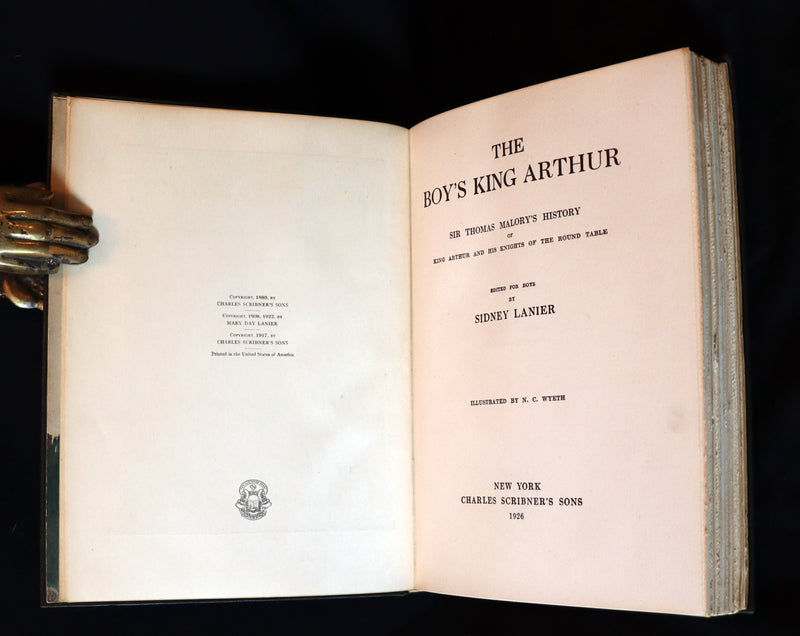 COPYRIGHT, 1880, BY
CHARLES SCRIBNER'S SONS
COPYRIGHT, 1908, 1922, BY
MARY DAY LANIER
COPYRIGHT, 1917, BY
CHARLES SCRIBNER'S SONS
Printed in the United States of America
THE
BOY'S KING ARTHUR
SIR THOMAS MALORY'S HISTORY
OF
KING ARTHUR AND HIS KNIGHTS OF THE ROUND TABLE
EDITED FOR BOYS
BY
SIDNEY LANIER
ILLUSTRATED BY N. C. WYETH
NEW YORK
CHARLES SCRIBNER'S SONS
1926